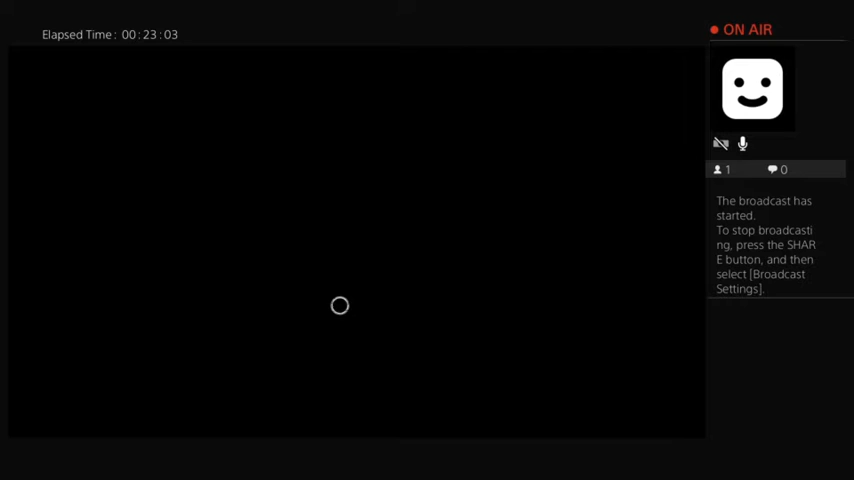 Elapsed Time: 00:23:03
ON AIR
1 0
The broadcast has
started.
To stop broadcasti
ng, press the SHAR
E button, and then
select [Broadcast
Settings].